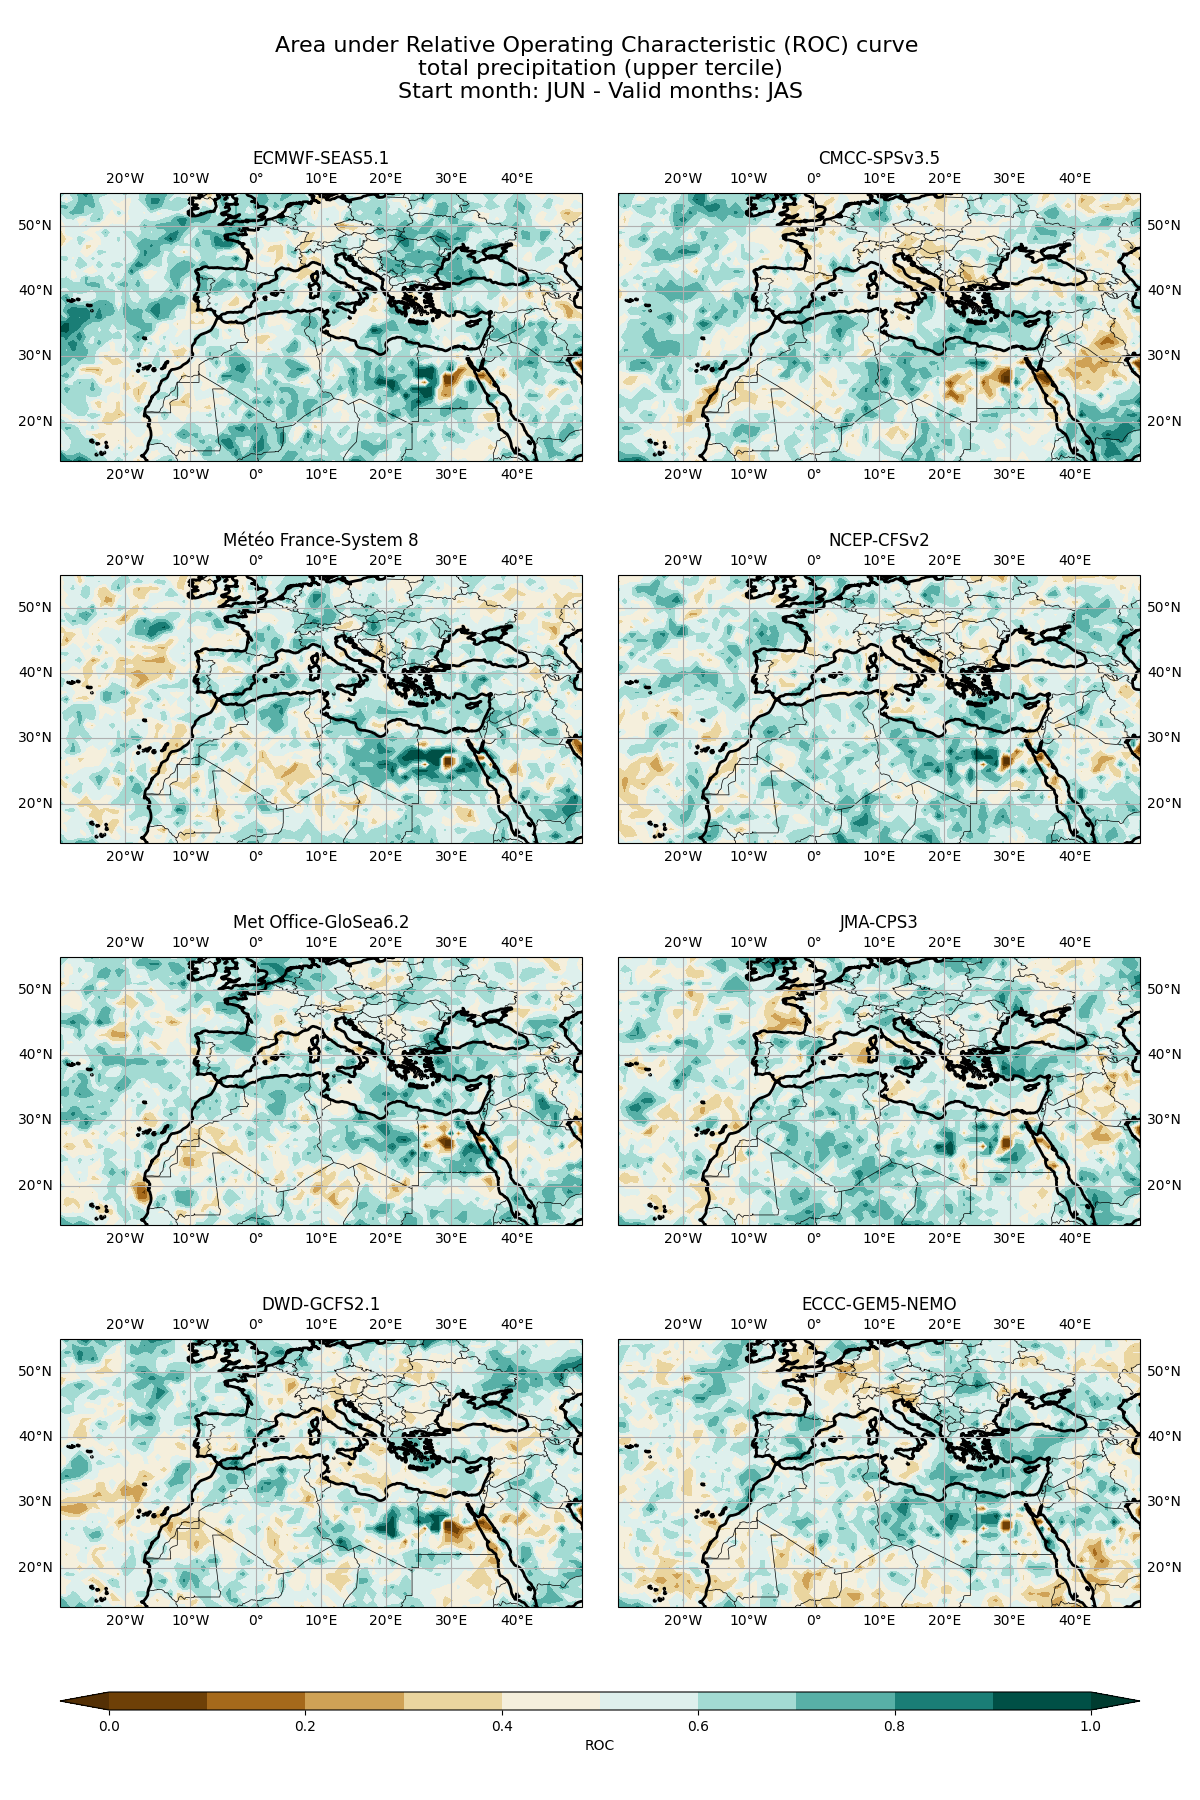 Area under Relative Operating Characteristic (ROC) curve
total precipitation (upper tercile)
Start month: JUN - Valid months: JAS
ECMWF-SEAS5.1
20°W 10°W 0° 10°E 20°E 30°E 40°E
50°N
40°N
30°N
20°N
20°W 10°W 0° 10°E 20°E 30°E 40°E
CMCC-SPSv3.5
20°W 10°W 0° 10°E 20°E 30°E 40°E
50°N
40°N
30°N
20°N
20°W 10°W 0° 10°E 20°E 30°E 40°E
Météo France-System 8
20°W 10°W 0° 10°E 20°E 30°E 40°E
50°N
40°N
30°N
20°N
20°W 10°W 0° 10°E 20°E 30°E 40°E
NCEP-CFSv2
20°W 10°W 0° 10°E 20°E 30°E 40°E
50°N
40°N
30°N
20°N
20°W 10°W 0° 10°E 20°E 30°E 40°E
Met Office-GloSea6.2
20°W 10°W 0° 10°E 20°E 30°E 40°E
50°N
40°N
30°N
20°N
20°W 10°W 0° 10°E 20°E 30°E 40°E
JMA-CPS3
20°W 10°W 0° 10°E 20°E 30°E 40°E
50°N
40°N
30°N
20°N
20°W 10°W 0° 10°E 20°E 30°E 40°E
DWD-GCFS2.1
20°W 10°W 0° 10°E 20°E 30°E 40°E
50°N
40°N
30°N
20°N
20°W 10°W 0° 10°E 20°E 30°E 40°E
ECCC-GEM5-NEMO
20°W 10°W 0° 10°E 20°E 30°E 40°E
50°N
40°N
30°N
20°N
20°W 10°W 0° 10°E 20°E 30°E 40°E
0.0 0.2 0.4 0.6 0.8 1.0
ROC